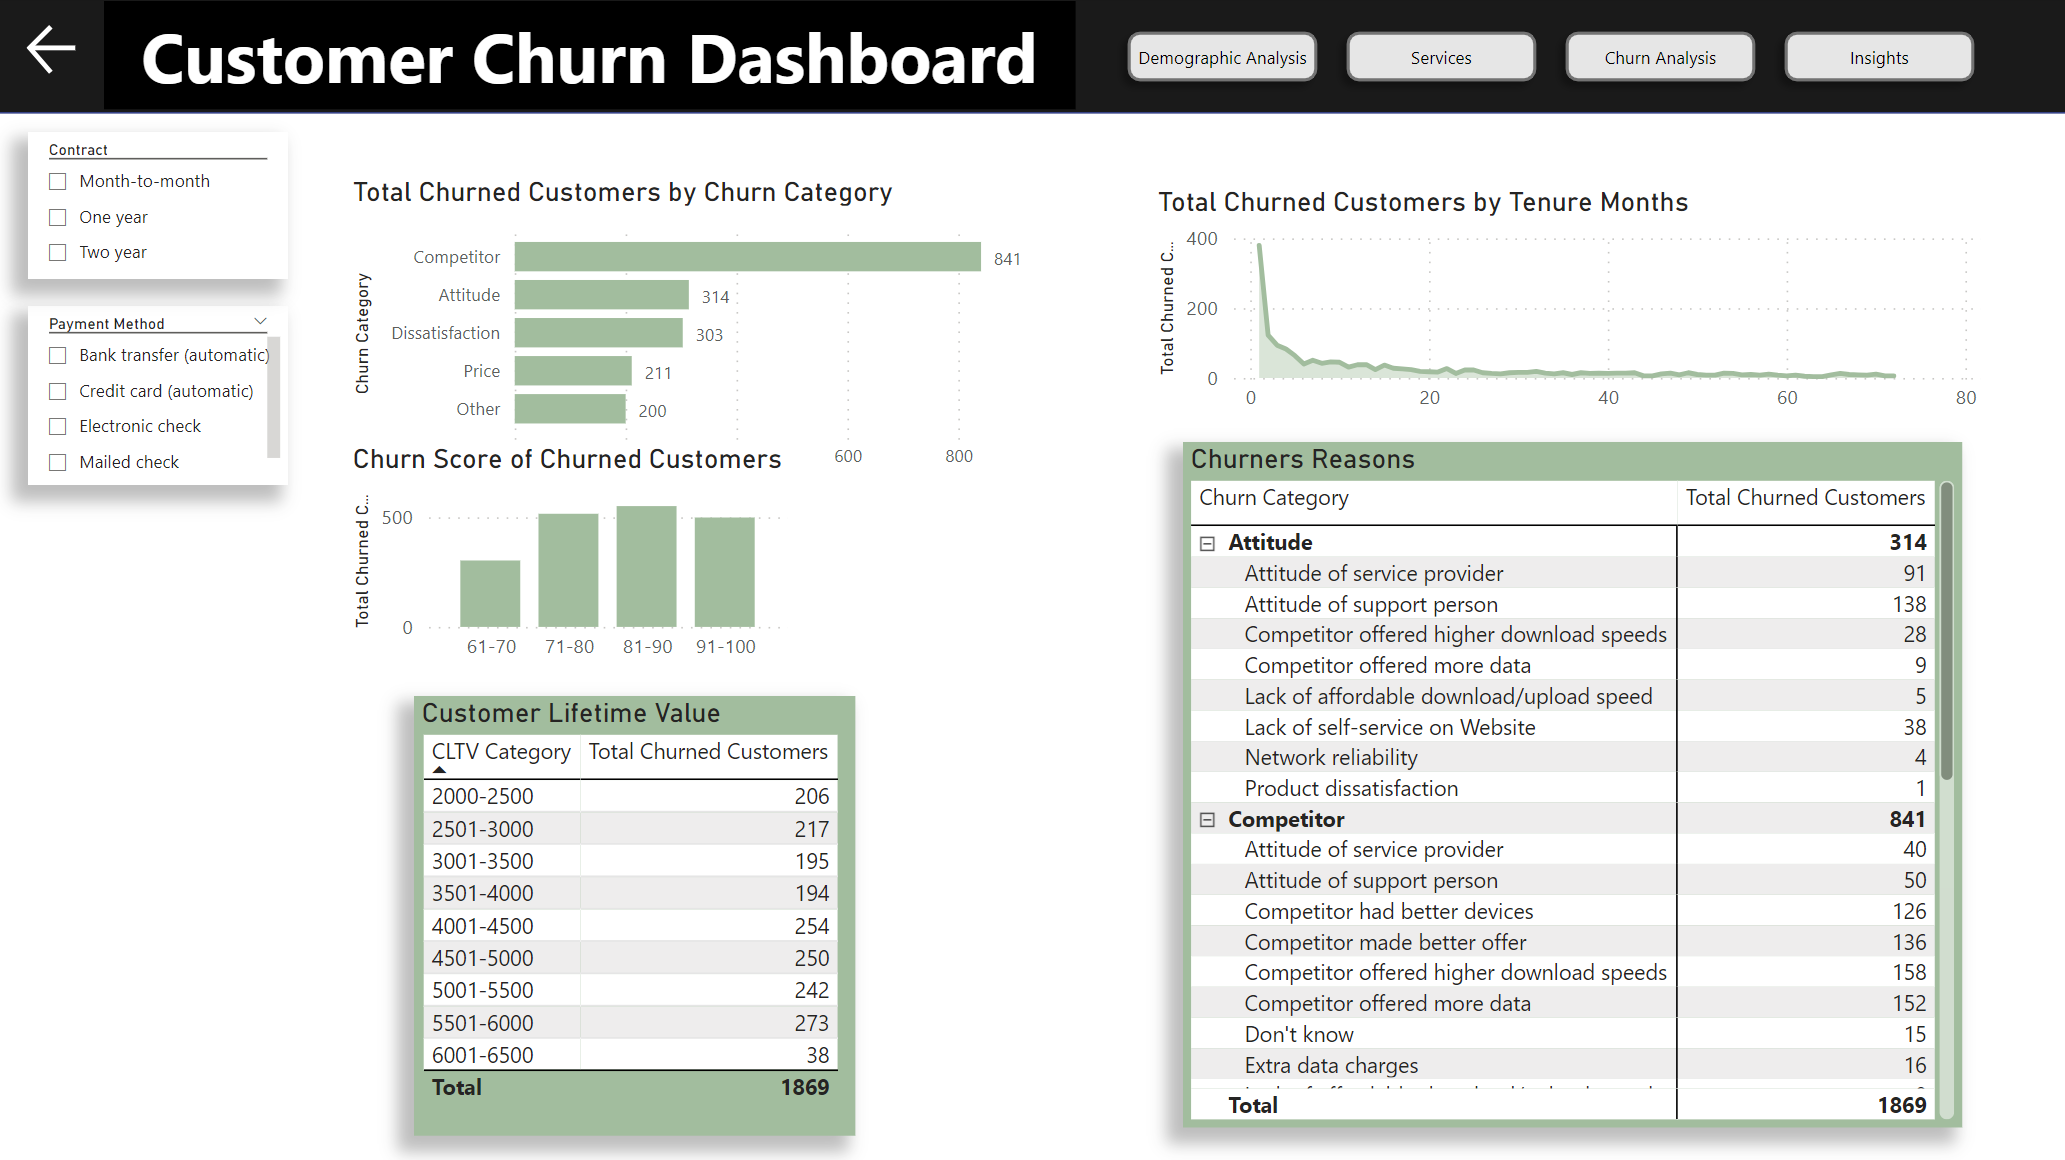 Customer Churn Dashboard
Demographic Analysis
Services
Churn Analysis
Insights
Contract
Month-to-month
One year
Two year
Payment Method
Bank transfer (automatic)
Credit card (automatic)
Electronic check
Mailed check
Total Churned Customers by Churn Category
Churn Category
Competitor 841
Attitude 314
Dissatisfaction 303
Price 211
Other 200
600 800
Churn Score of Churned Customers
Total Churned C...
500
0
61-70 71-80 81-90 91-100
Customer Lifetime Value
CLTV Category Total Churned Customers
2000-2500 206
2501-3000 217
3001-3500 195
3501-4000 194
4001-4500 254
4501-5000 250
5001-5500 242
5501-6000 273
6001-6500 38
Total 1869
Total Churned Customers by Tenure Months
Total Churned C...
400
200
0
0 20 40 60 80
Churners Reasons
Churn Category Total Churned Customers
Attitude 314
Attitude of service provider 91
Attitude of support person 138
Competitor offered higher download speeds 28
Competitor offered more data 9
Lack of affordable download/upload speed 5
Lack of self-service on Website 38
Network reliability 4
Product dissatisfaction 1
Competitor 841
Attitude of service provider 40
Attitude of support person 50
Competitor had better devices 126
Competitor made better offer 136
Competitor offered higher download speeds 158
Competitor offered more data 152
Don't know 15
Extra data charges 16
Total 1869